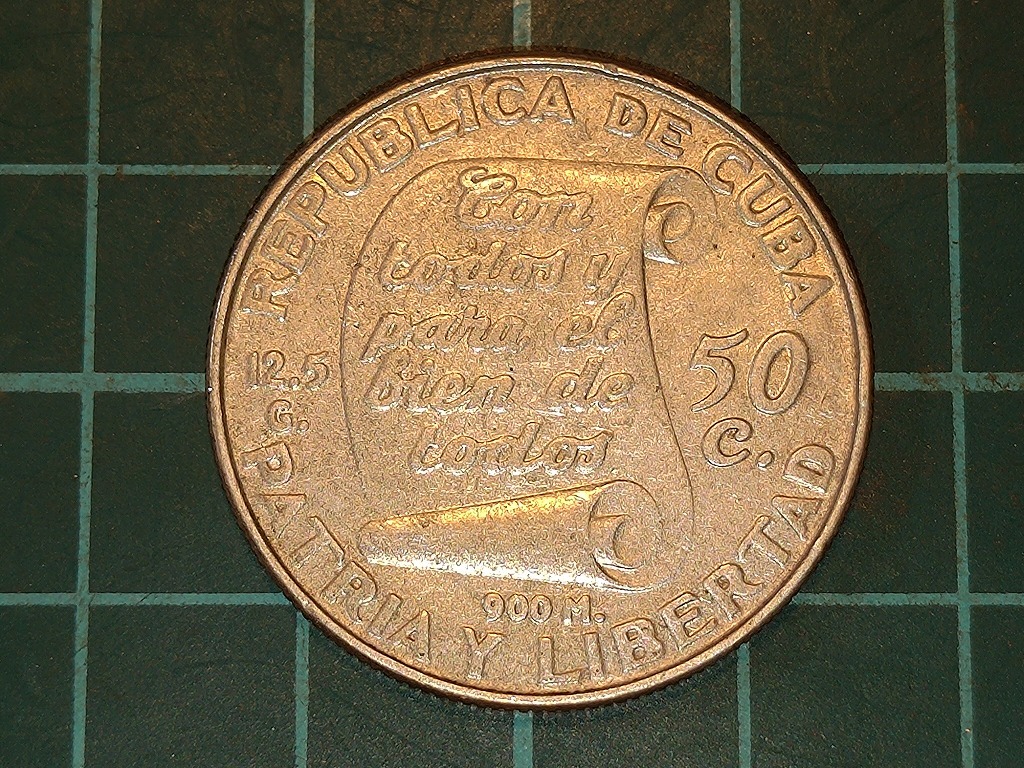 REPUBLICA DE CUBA
Con
todos y
para el
bien de
todos
12.5
G.
50
C.
900 M.
PATRIA Y LIBERTAD